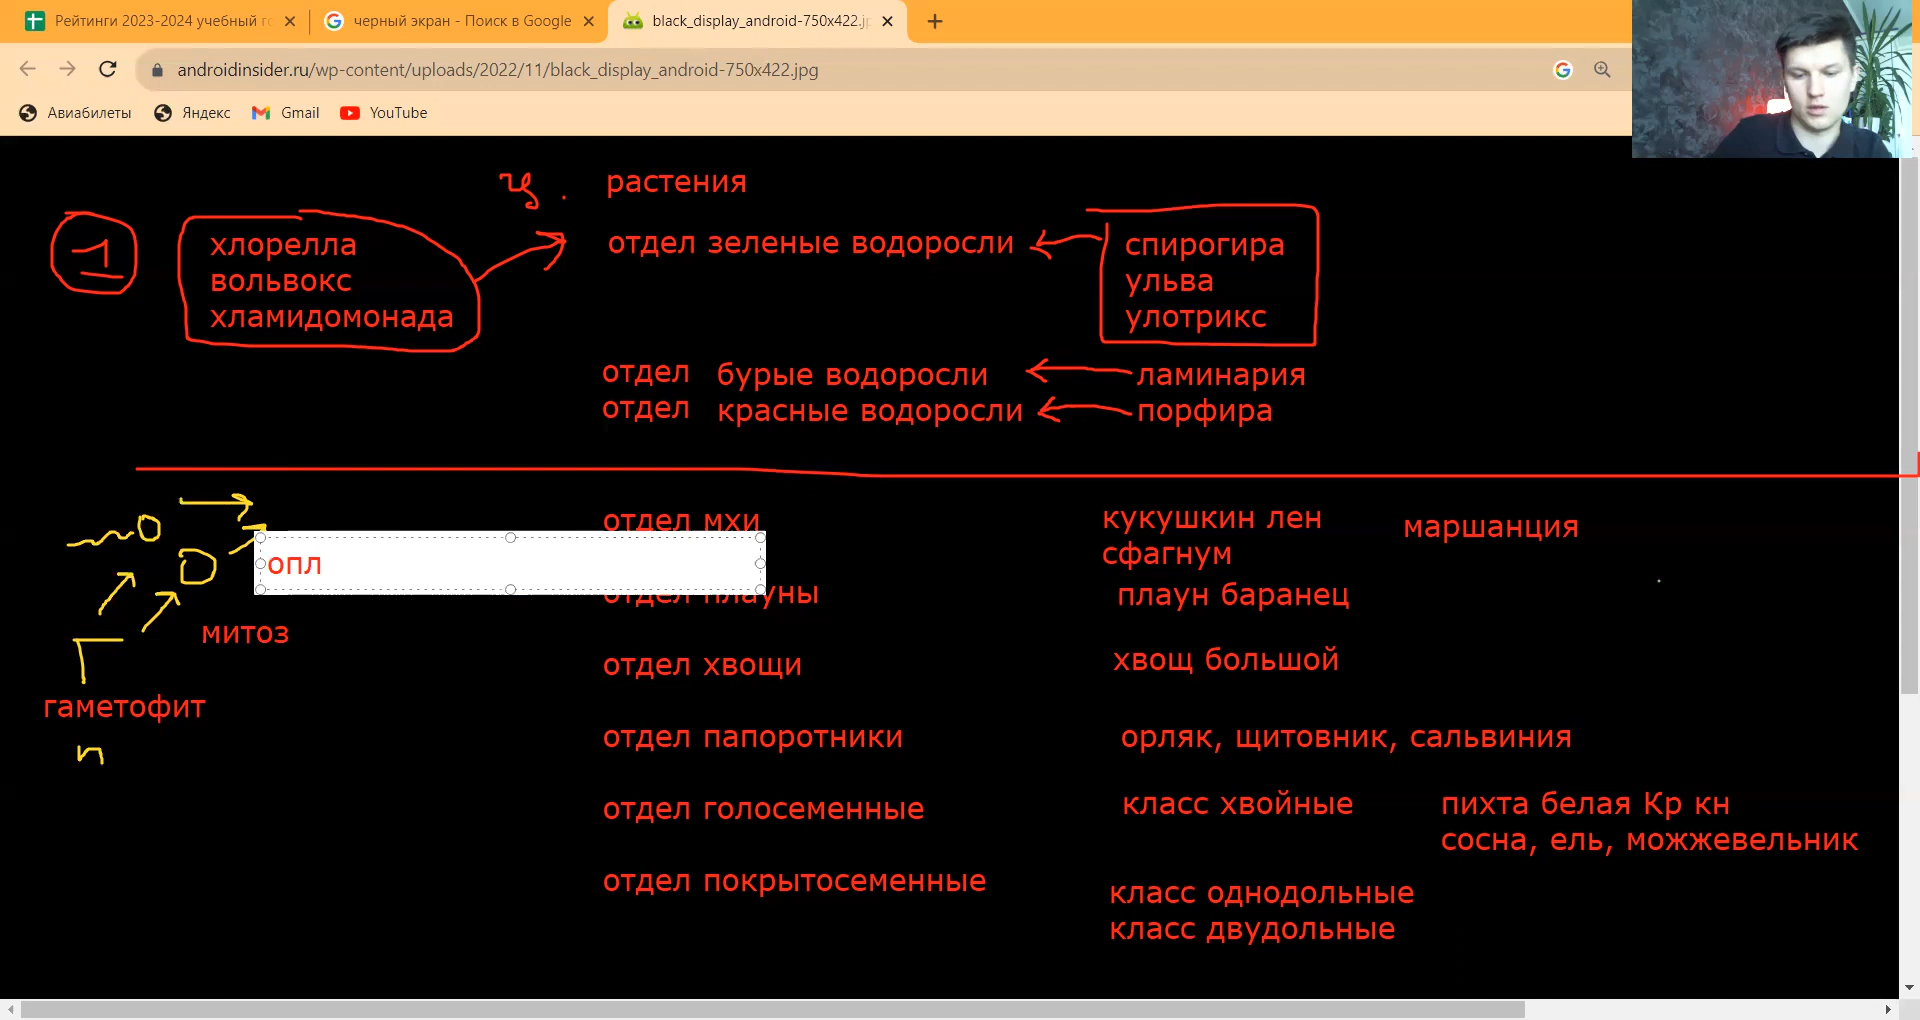 Рейтинги 2023-2024 учебный го
черный экран - Поиск в Google
black_display_android-750x422.jp
androidinsider.ru/wp-content/uploads/2022/11/black_display_android-750x422.jpg
Авиабилеты
Яндекс
Gmail
YouTube
растения
1
хлорелла
вольвокс
хламидомонада
отдел зеленые водоросли
спирогира
ульва
улотрикс
отдел бурые водоросли
ламинария
отдел красные водоросли
порфира
отдел мхи
кукушкин лен
сфагнум
маршанция
опл
отдел плауны
плаун баранец
митоз
отдел хвощи
хвощ большой
Г
гаметофит
n
отдел папоротники
орляк, щитовник, сальвиния
отдел голосеменные
класс хвойные
пихта белая Кр кн
сосна, ель, можжевельник
отдел покрытосеменные
класс однодольные
класс двудольные